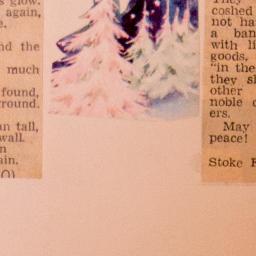 s glow.
again,
e.
nd the
much
found,
round.
n tall,
wall.
n
ain.
They
coshed
not ha
a ban
with li
goods,
"in the
they sl
other
noble c
ers.
May
peace!
Stoke F